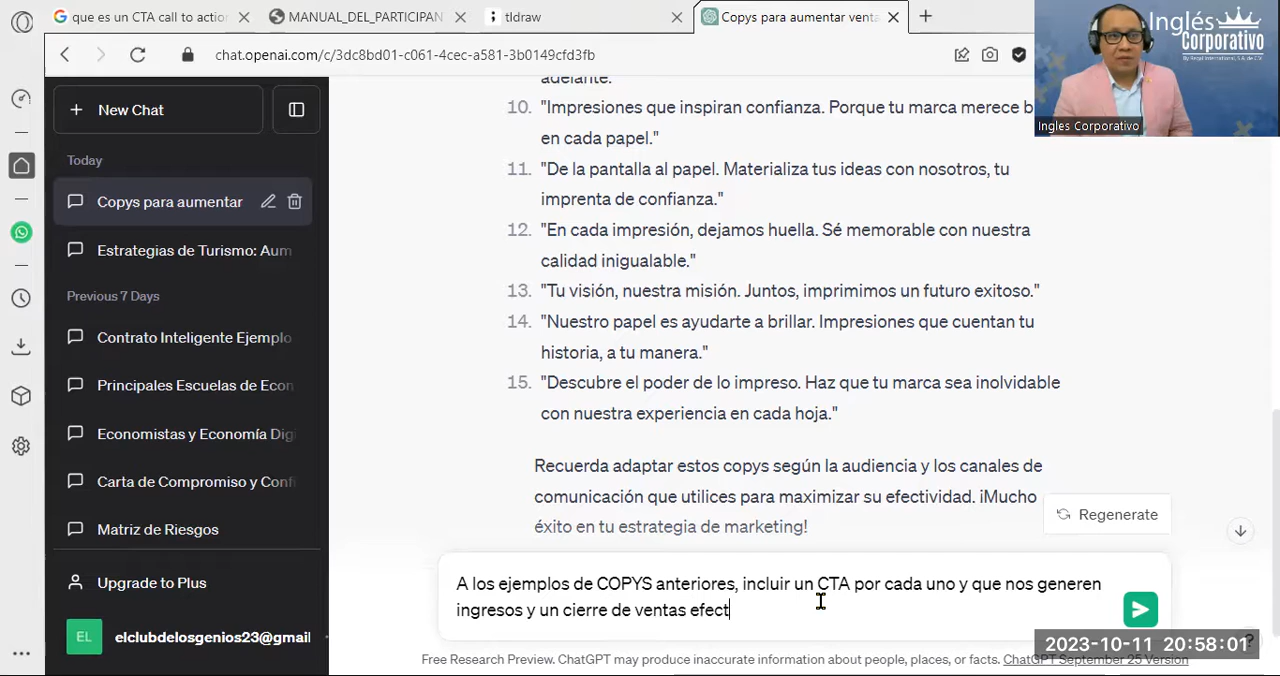 que es un CTA call to action
MANUAL_DEL_PARTICIPAN
tldraw
Copys para aumentar venta
chat.openai.com/c/3dc8bd01-c061-4cec-a581-3b0149cfd3fb
Inglés
Corporativo
By Regal International, S.A. de C.V.
Ingles Corporativo
New Chat
Today
Copys para aumentar
Estrategias de Turismo: Aum
Previous 7 Days
Contrato Inteligente Ejemplo
Principales Escuelas de Econ
Economistas y Economía Dig
Carta de Compromiso y Conf
Matriz de Riesgos
Upgrade to Plus
EL
elclubdelosgenios23@gmail
adelante.
10. "Impresiones que inspiran confianza. Porque tu marca merece b
en cada papel."
11. "De la pantalla al papel. Materializa tus ideas con nosotros, tu
imprenta de confianza."
12. "En cada impresión, dejamos huella. Sé memorable con nuestra
calidad inigualable."
13. "Tu visión, nuestra misión. Juntos, imprimimos un futuro exitoso."
14. "Nuestro papel es ayudarte a brillar. Impresiones que cuentan tu
historia, a tu manera."
15. "Descubre el poder de lo impreso. Haz que tu marca sea inolvidable
con nuestra experiencia en cada hoja."
Recuerda adaptar estos copys según la audiencia y los canales de
comunicación que utilices para maximizar su efectividad. ¡Mucho
éxito en tu estrategia de marketing!
Regenerate
A los ejemplos de COPYS anteriores, incluir un CTA por cada uno y que nos generen
ingresos y un cierre de ventas efect
2023-10-11 20:58:01
Free Research Preview. ChatGPT may produce inaccurate information about people, places, or facts. ChatGPT September 25 Version